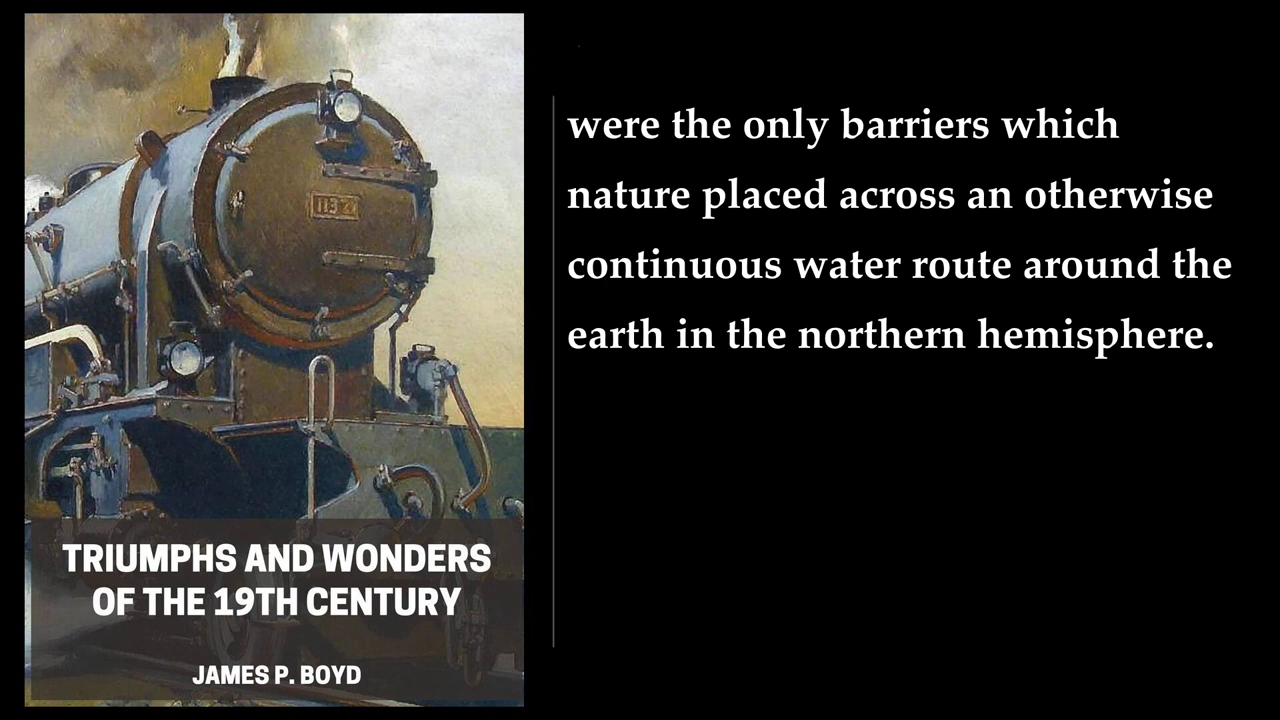 were the only barriers which
nature placed across an otherwise
continuous water route around the
earth in the northern hemisphere.
TRIUMPHS AND WONDERS
OF THE 19TH CENTURY
JAMES P. BOYD